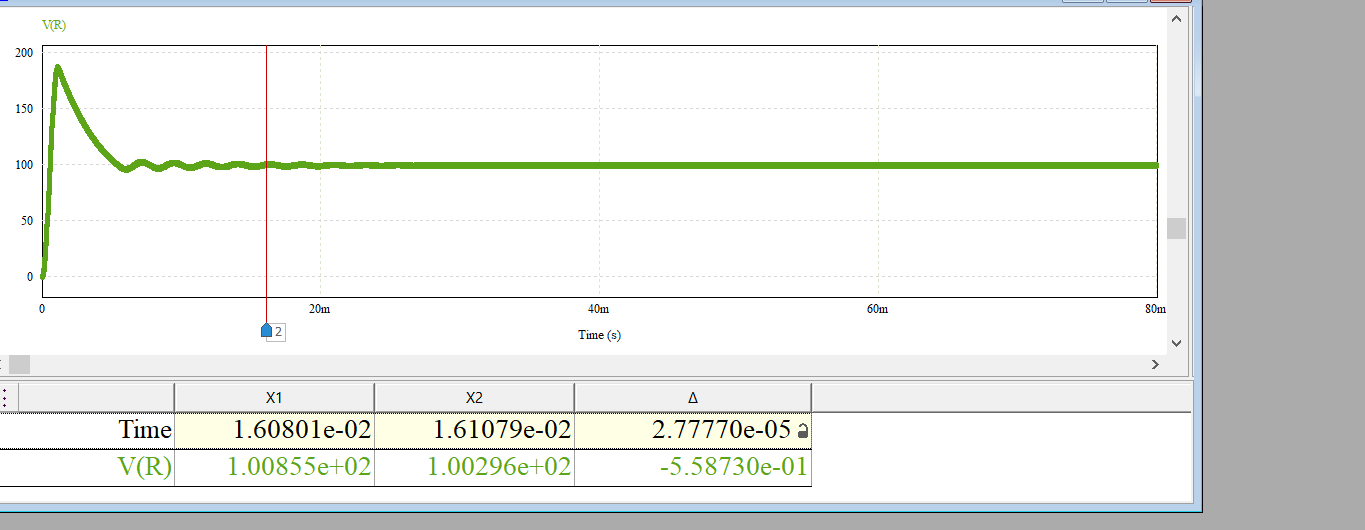 V(R)
200
150
100
50
0
0 20m 40m 60m 80m
2
Time (s)
X1 X2 Δ
Time 1.60801e-02 1.61079e-02 2.77770e-05
V(R) 1.00855e+02 1.00296e+02 -5.58730e-01